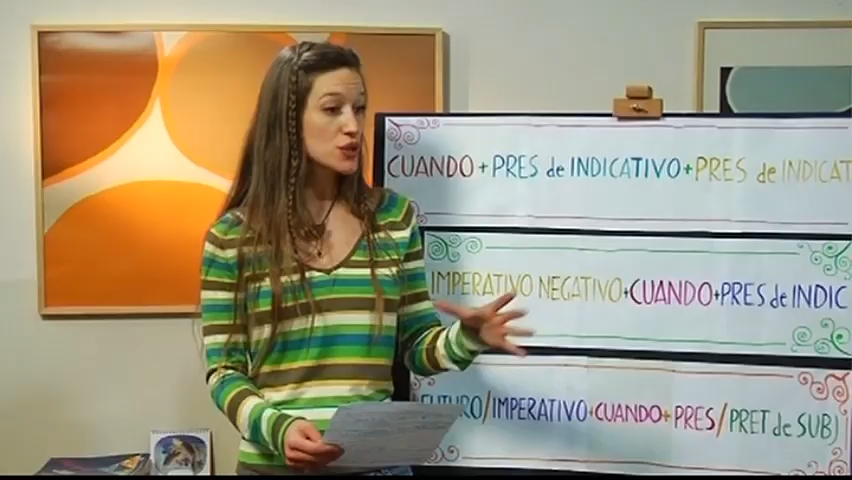 CUANDO + PRES de INDICATIVO + PRES de INDICAT
IMPERATIVO NEGATIVO + CUANDO + PRES de INDIC
FUTURO/IMPERATIVO + CUANDO + PRES/PRET de SUBJ